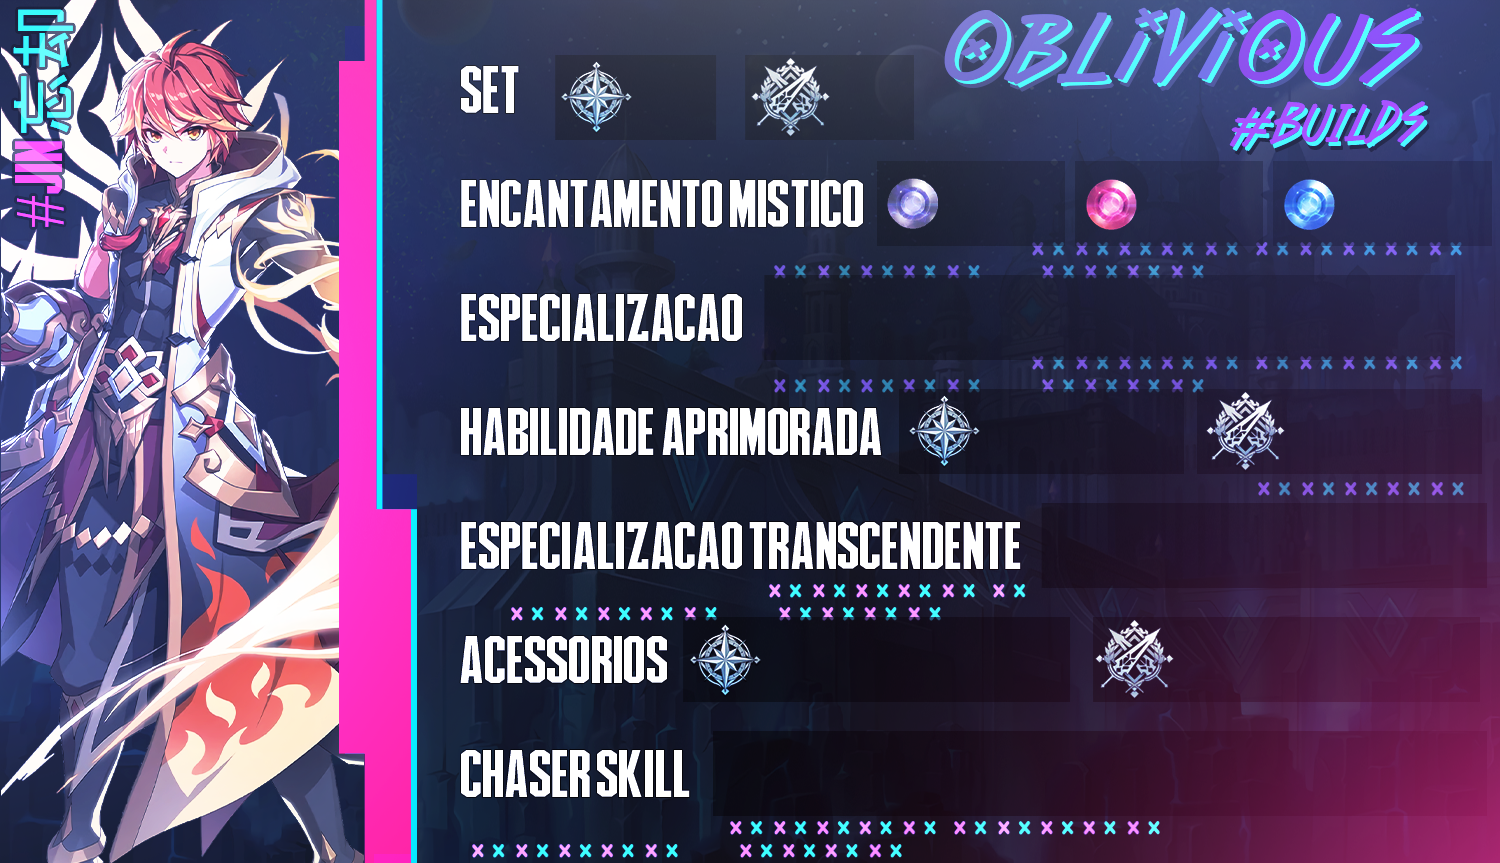 #JIN 忘却
OBLIVIOUS
#BUILDS
SET
ENCANTAMENTO MISTICO
ESPECIALIZACAO
HABILIDADE APRIMORADA
ESPECIALIZACAO TRANSCENDENTE
ACESSORIOS
CHASER SKILL